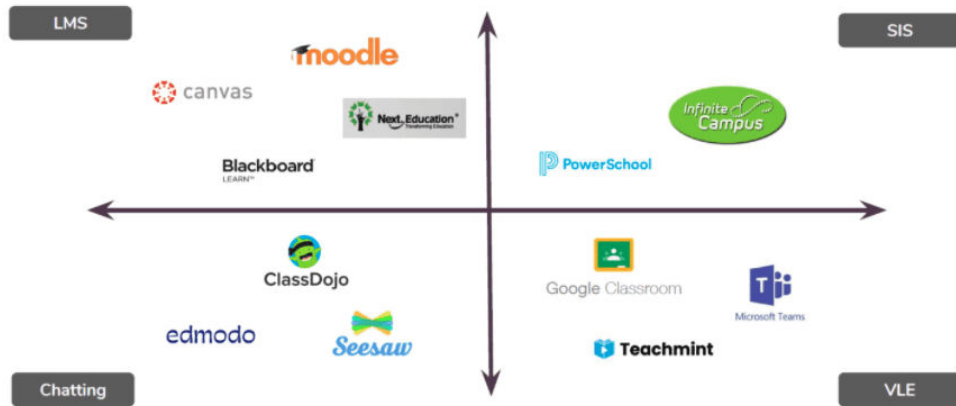 LMS
SIS
moodle
canvas
Next Education
Transforming Education
Infinite
Campus
Blackboard
LEARN™
PowerSchool
ClassDojo
Google Classroom
Microsoft Teams
edmodo
Seesaw
Teachmint
Chatting
VLE